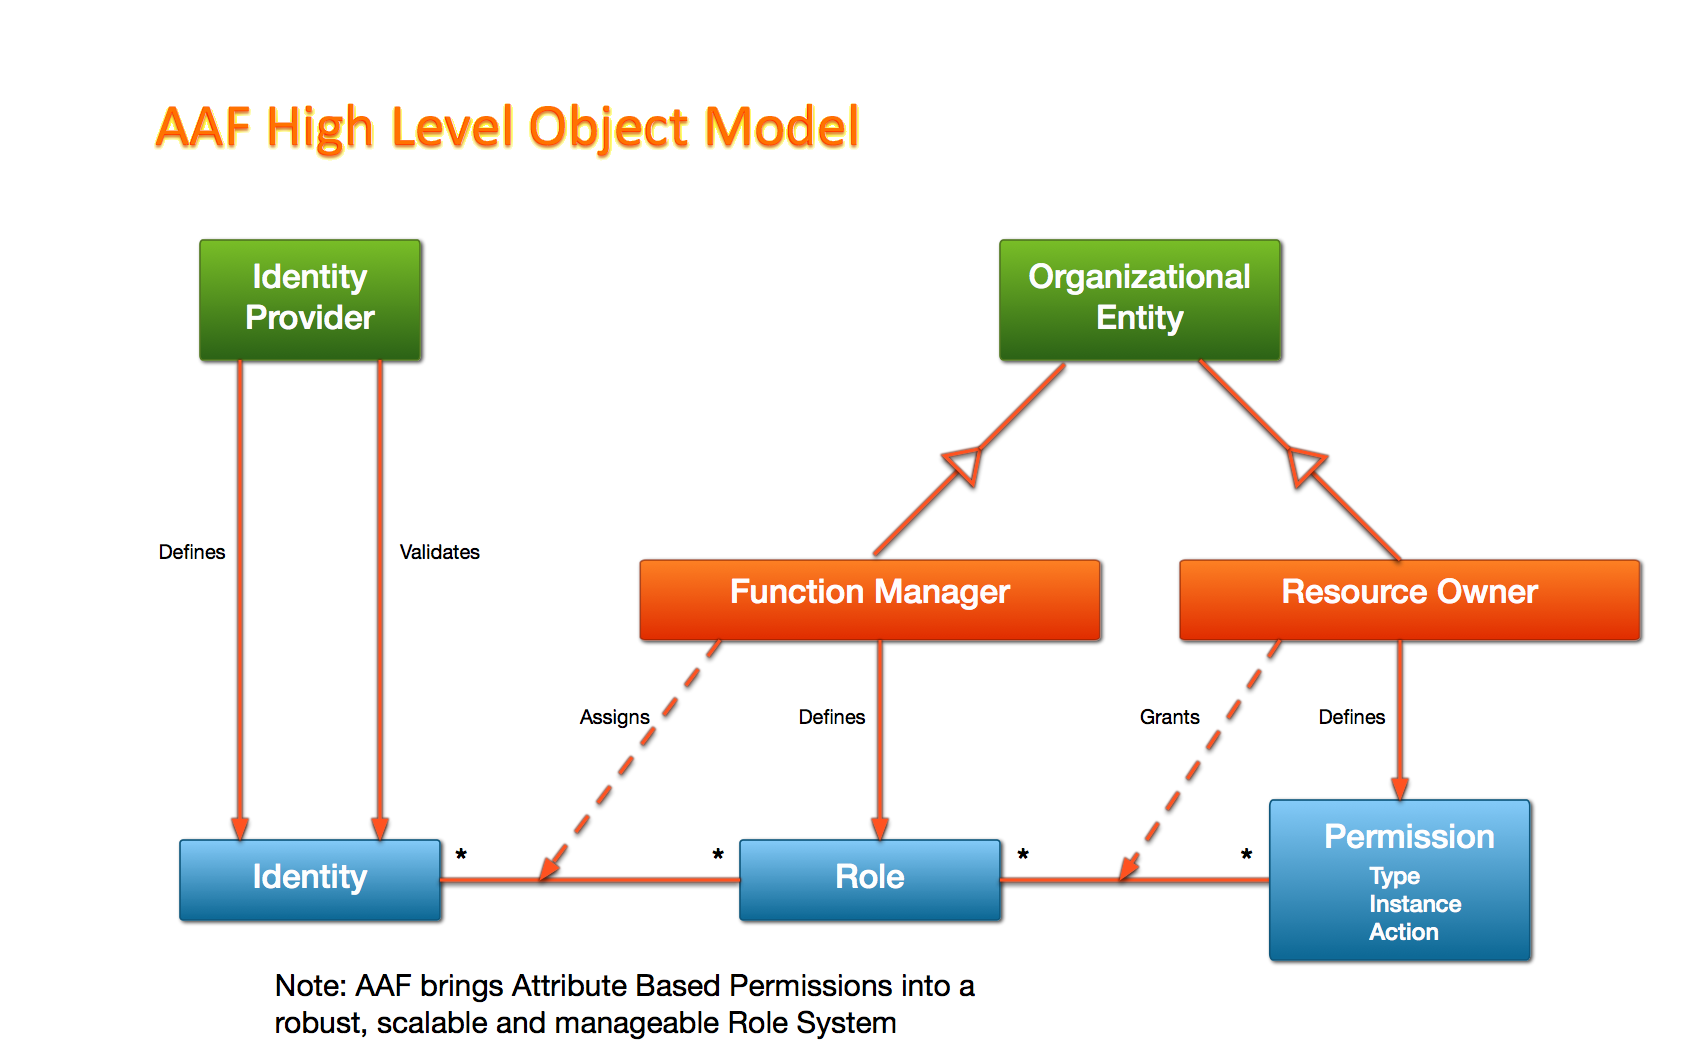 AAF High Level Object Model
Identity
Provider
Organizational
Entity
Defines
Validates
Function Manager
Resource Owner
Assigns
Defines
Grants
Defines
Identity
*
*
Role
*
*
Permission
Type
Instance
Action
Note: AAF brings Attribute Based Permissions into a
robust, scalable and manageable Role System